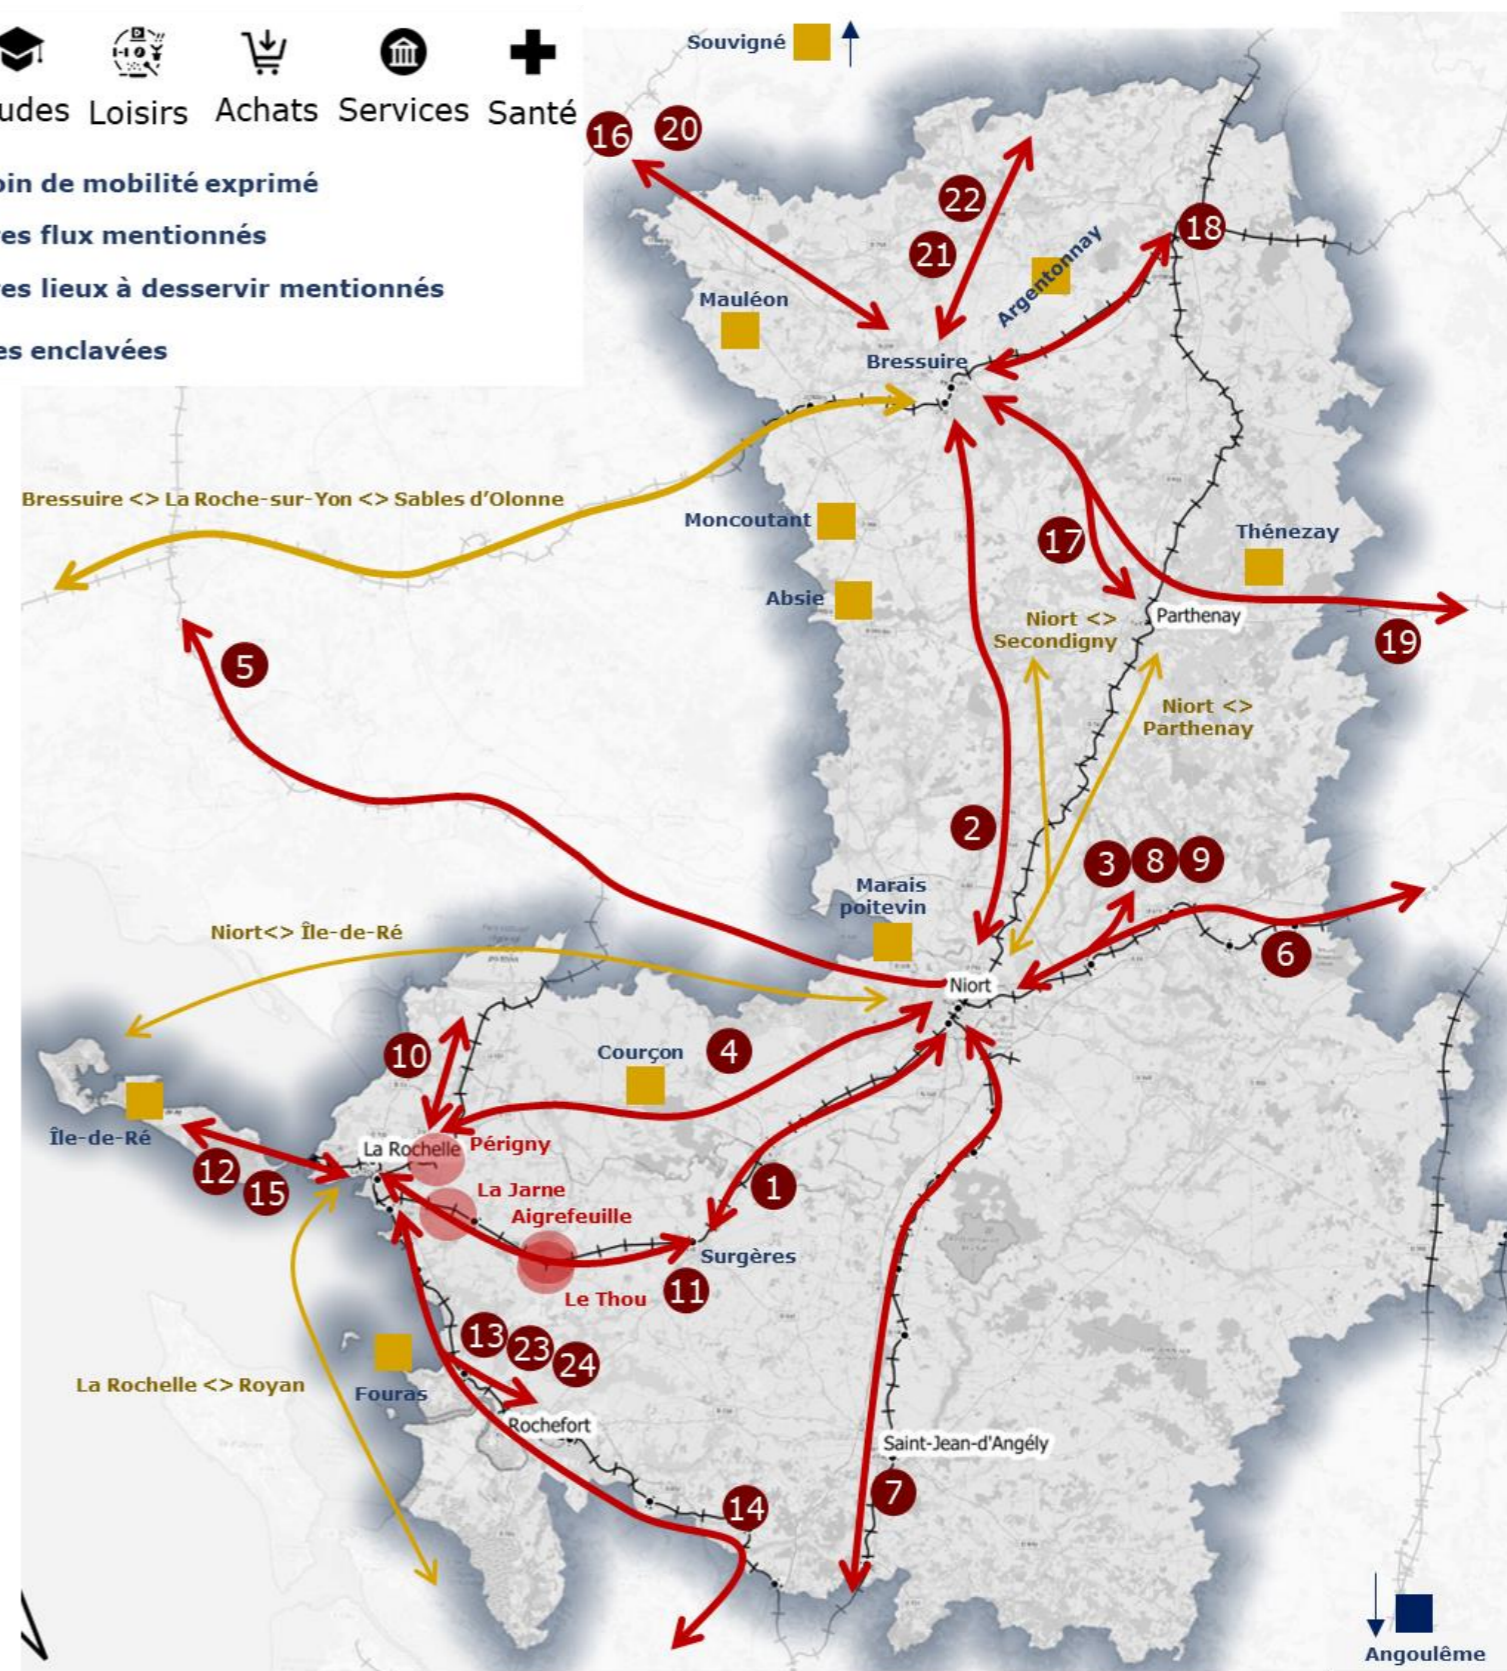 udes Loisirs Achats Services Santé
oin de mobilité exprimé
res flux mentionnés
res lieux à desservir mentionnés
es enclavées
Souvigné
16 20
22
21
18
Argentonnay
Mauléon
Bressuire
Bressuire <> La Roche-sur-Yon <> Sables d'Olonne
Moncoutant
17
Thénezay
Absie
Niort <>
Secondigny
Parthenay
19
5
Niort <>
Parthenay
2
3 8 9
Marais
poitevin
Niort<> Île-de-Ré
6
Niort
10
Courçon
4
Île-de-Ré
La Rochelle
Périgny
12
15
La Jarne
1
Aigrefeuille
Surgères
Le Thou
11
13 23 24
La Rochelle <> Royan
Fouras
Rochefort
Saint-Jean-d'Angély
14
7
Angoulême